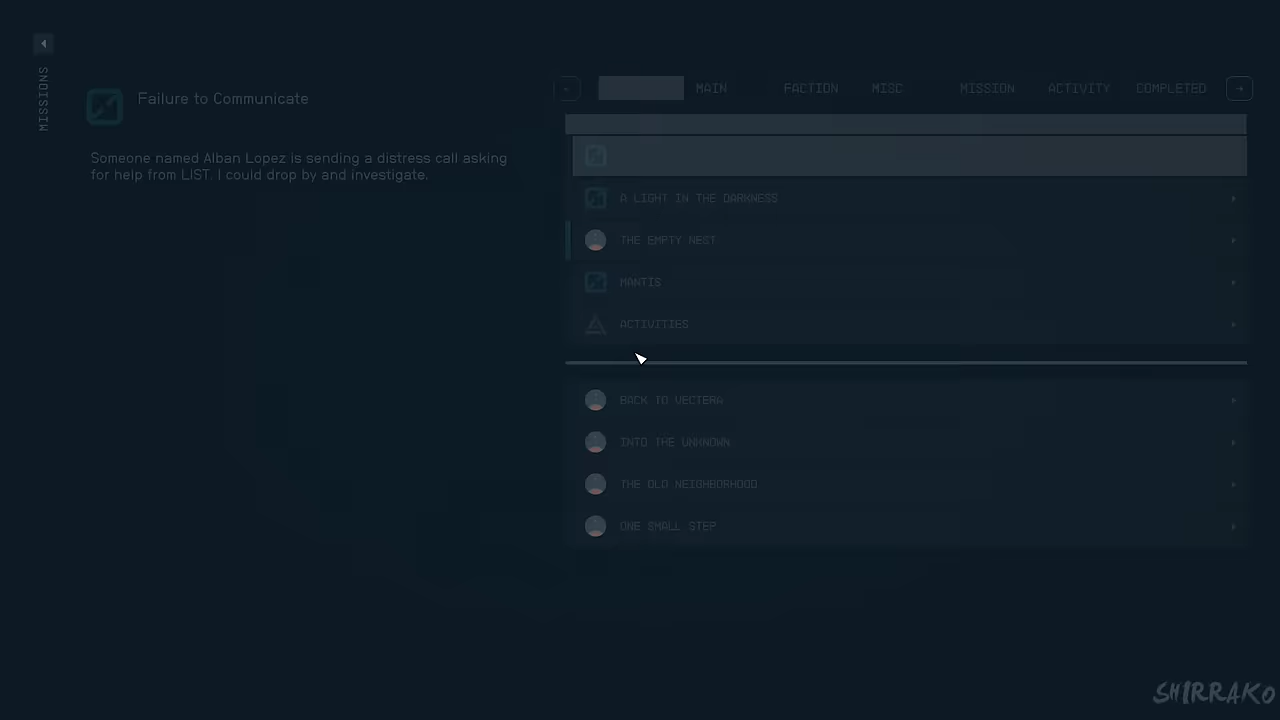 MISSIONS
Failure to Communicate
Someone named Alban Lopez is sending a distress call asking
for help from LIST. I could drop by and investigate.
MAIN FACTION MISC MISSION ACTIVITY COMPLETED
A LIGHT IN THE DARKNESS
THE EMPTY NEST
MANTIS
ACTIVITIES
BACK TO VECTERA
INTO THE UNKNOWN
THE OLD NEIGHBORHOOD
ONE SMALL STEP
SHIRRAKO